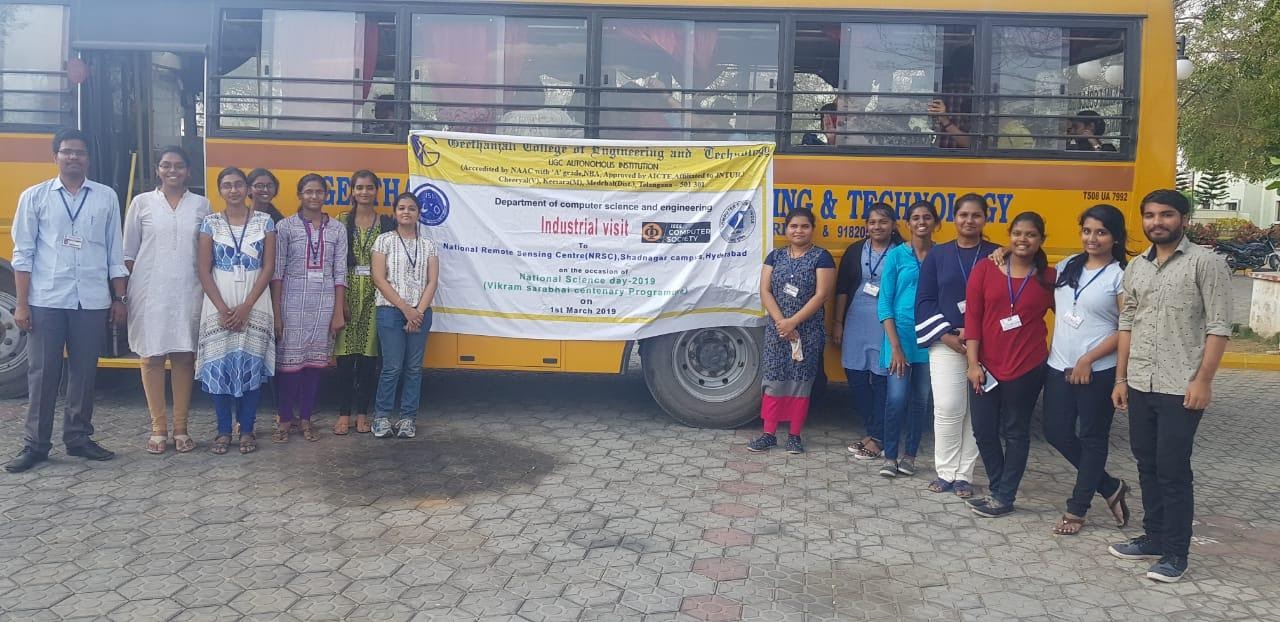 Geethanjali College of Engineering and Technology
UGC AUTONOMOUS INSTITUTION
(Accredited by NAAC with 'A' grade,NBA, Approved by AICTE,Affiliated to JNTUH)
Cheeryal(V), Keesara(M), Medchal(Dist.), Telangana – 501 301
Department of computer science and engineering
Industrial visit
IEEE
COMPUTER
SOCIETY
To
National Remote Sensing Centre(NRSC),Shadnagar campus,Hyderabad
on the occasion of
National Science day-2019
(Vikram sarabhai centenary Programme)
on
1st March 2019
GEETHA
ING & TECHNOLOGY
& 9182
TS08 UA 7992